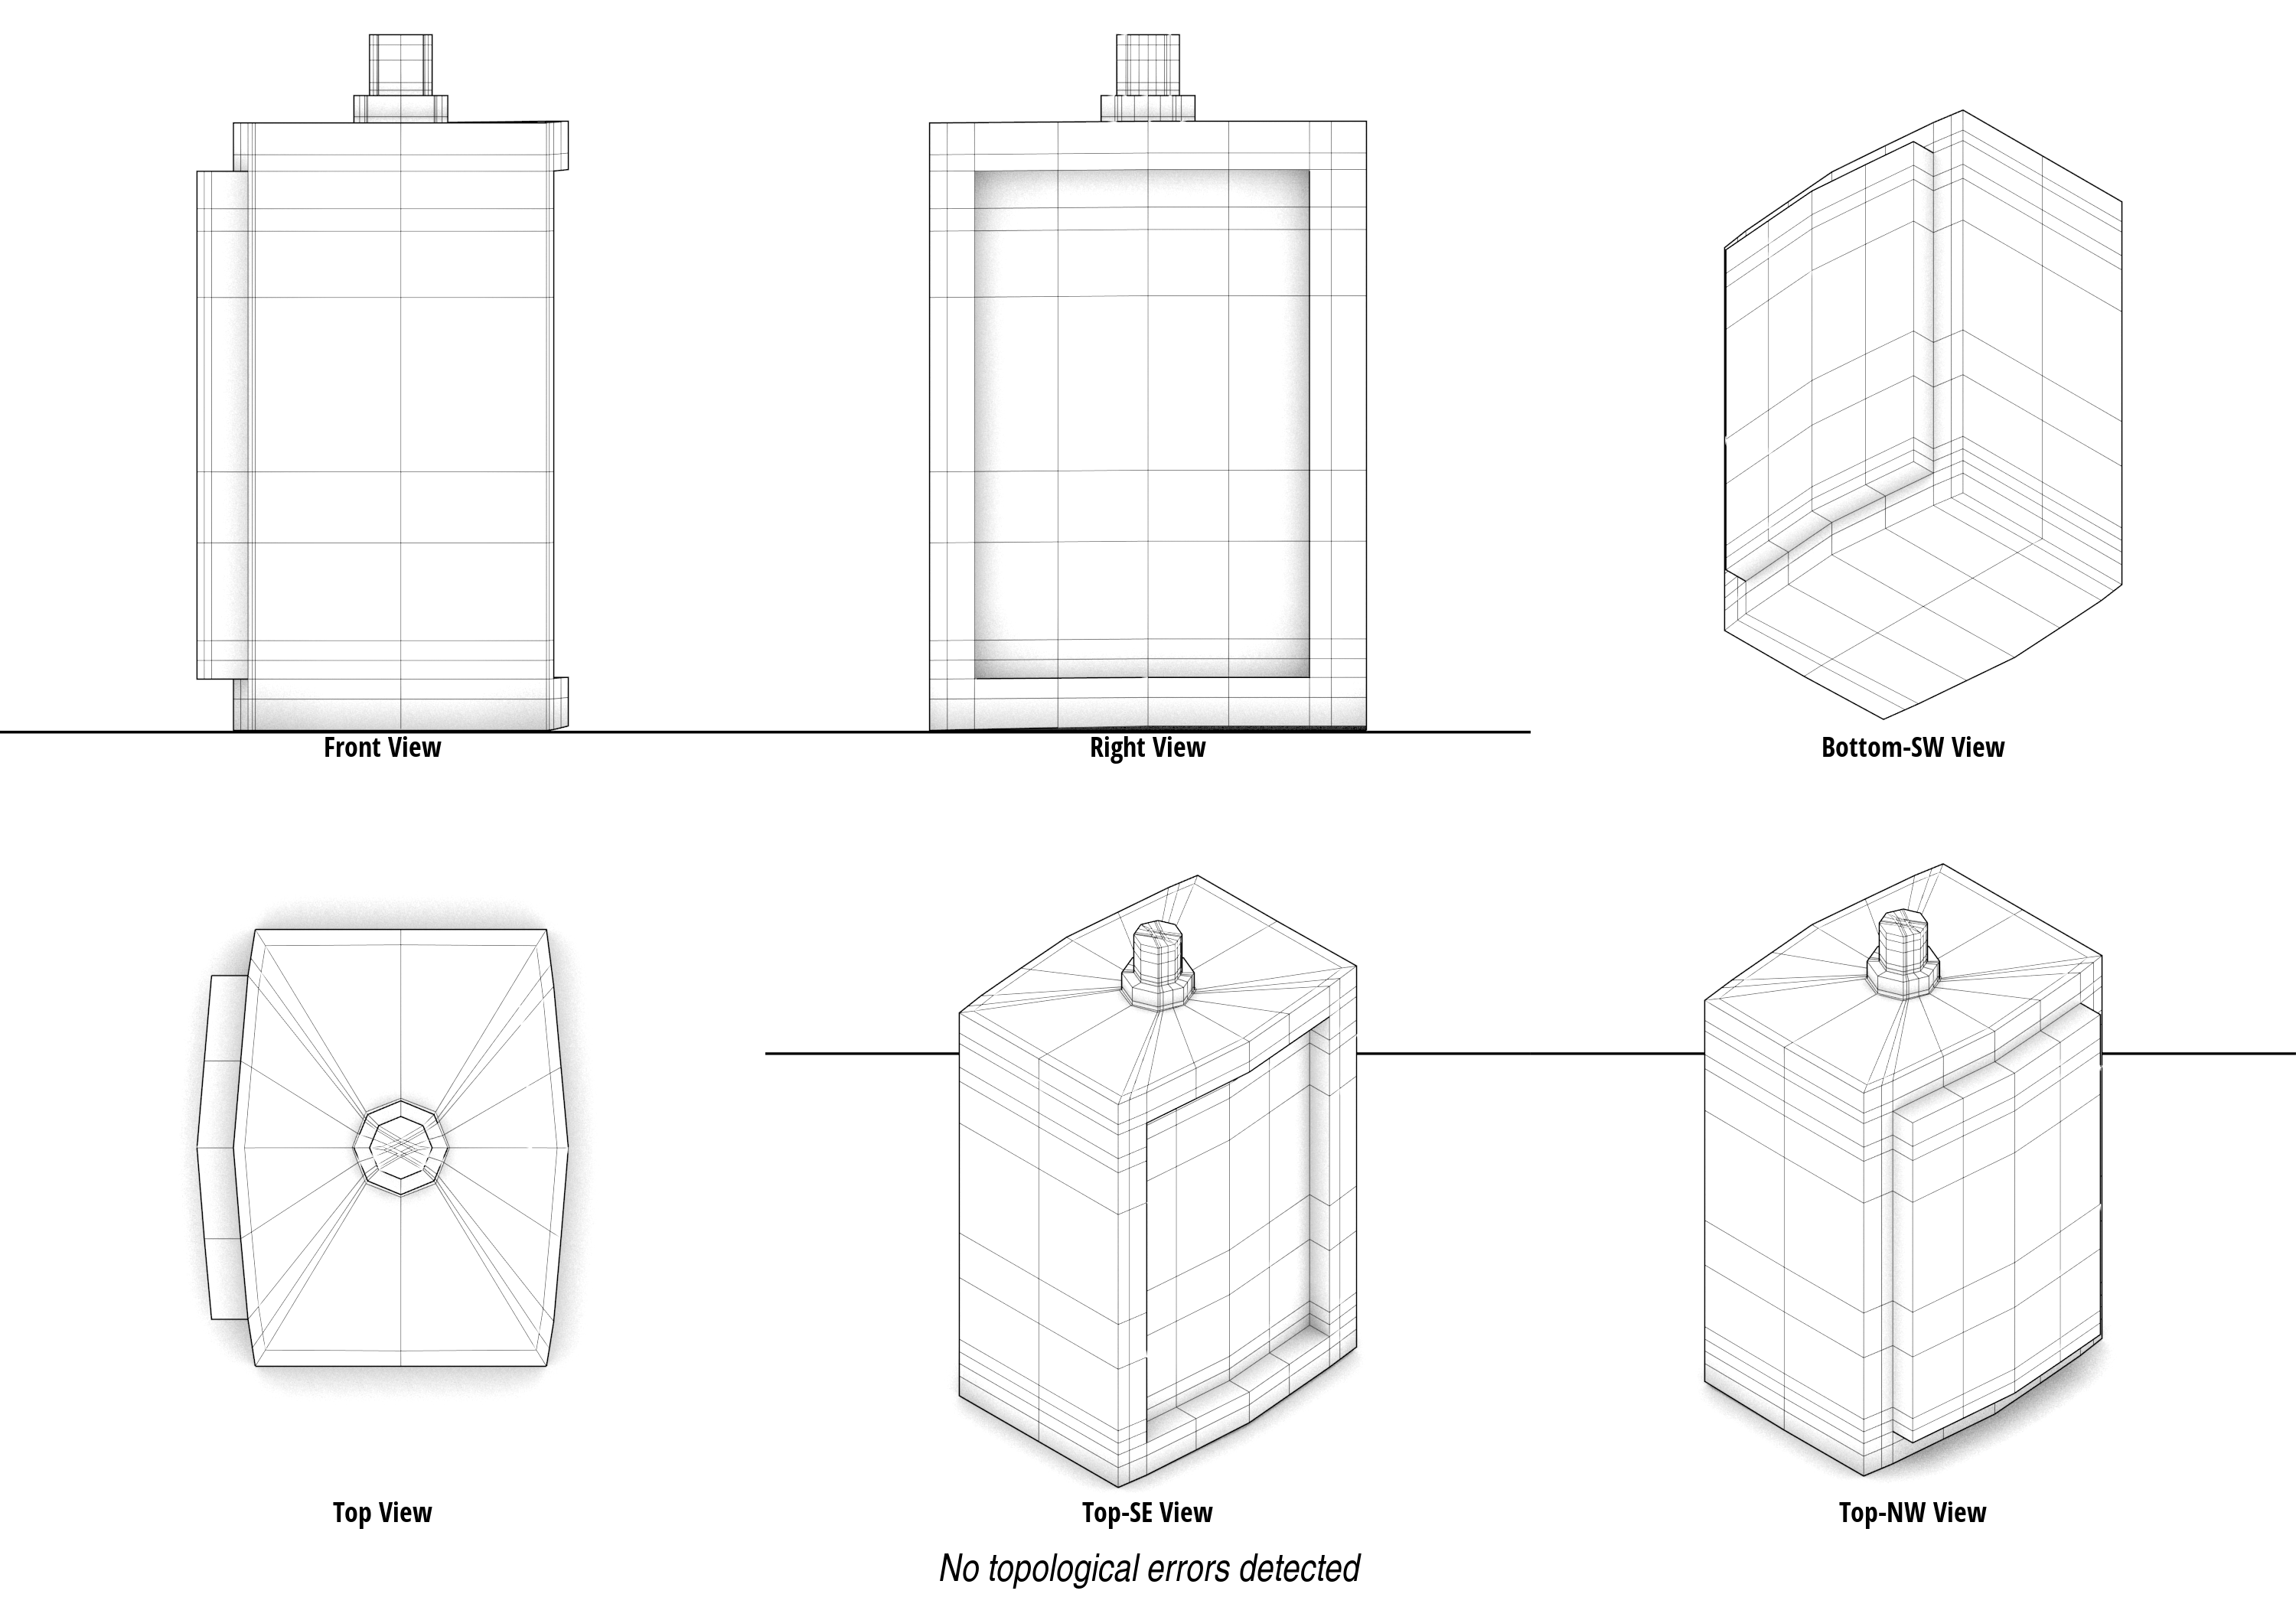 Front View
Right View
Bottom-SW View
Top View
Top-SE View
Top-NW View
No topological errors detected